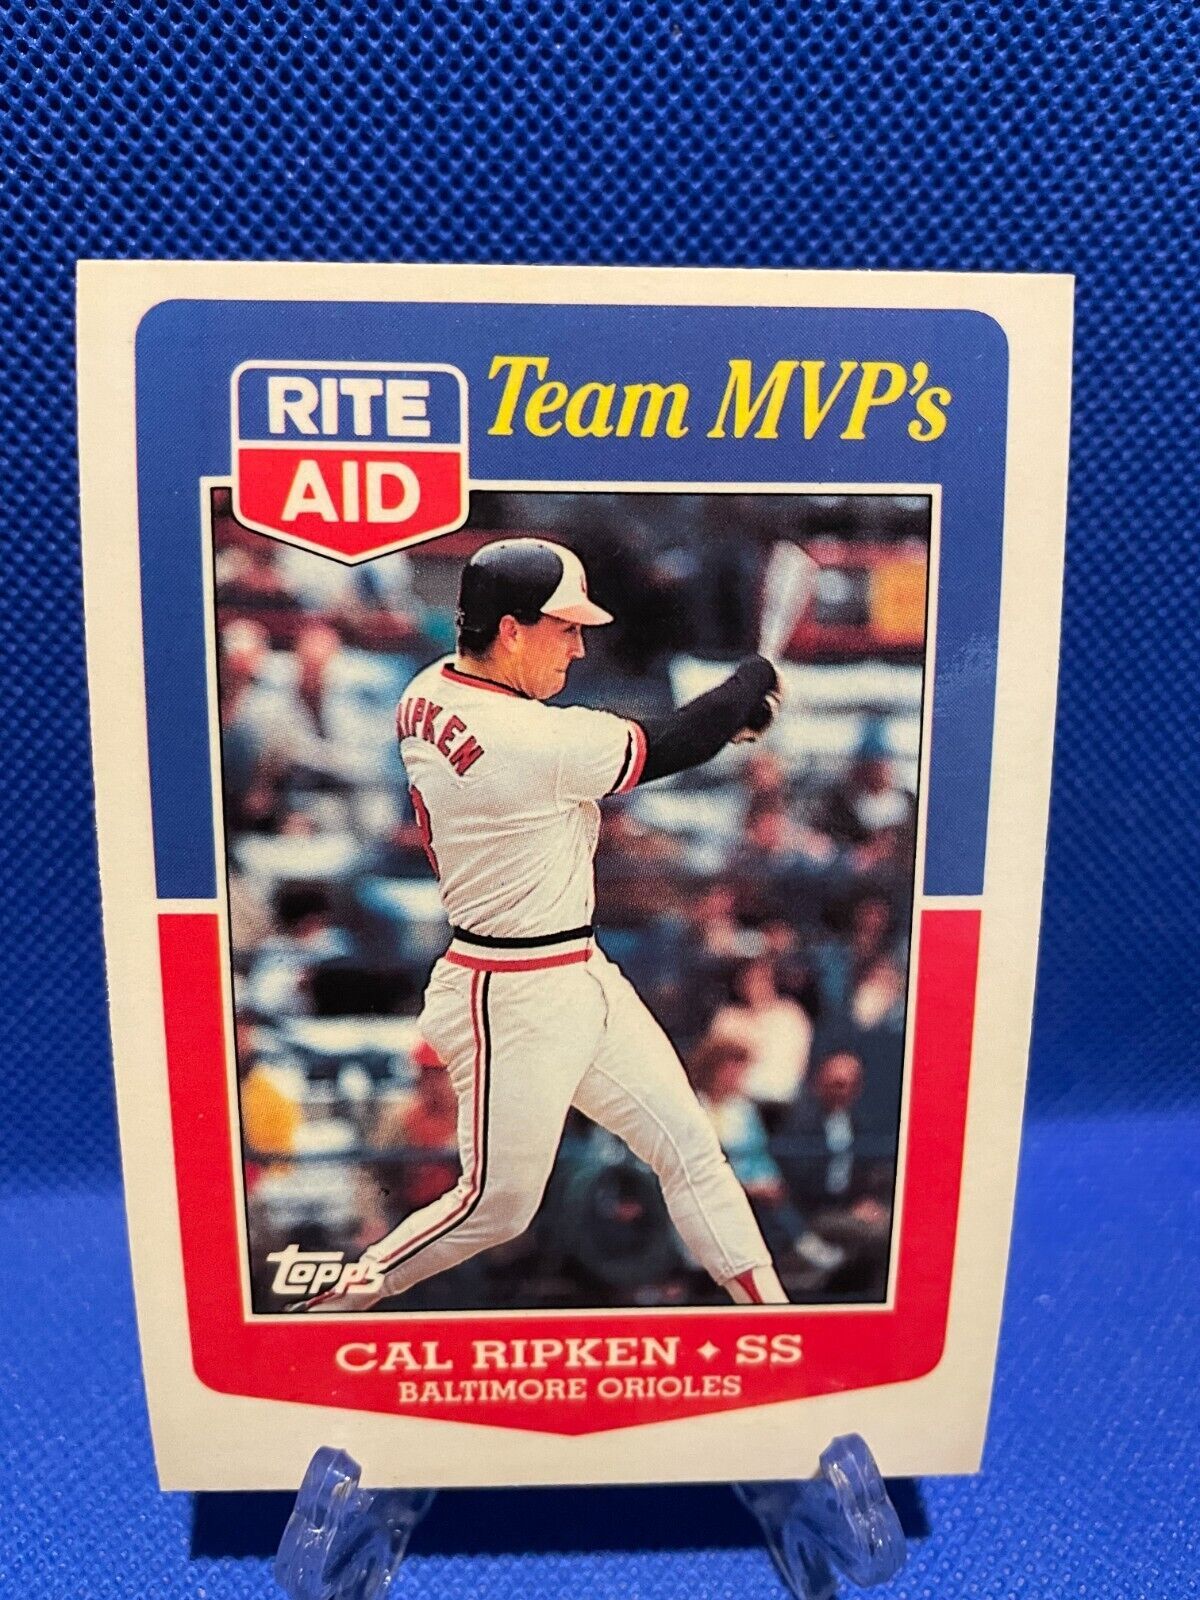 RITE
AID
Team MVP's
RIPKEN
topps
CAL RIPKEN ✦ SS
BALTIMORE ORIOLES